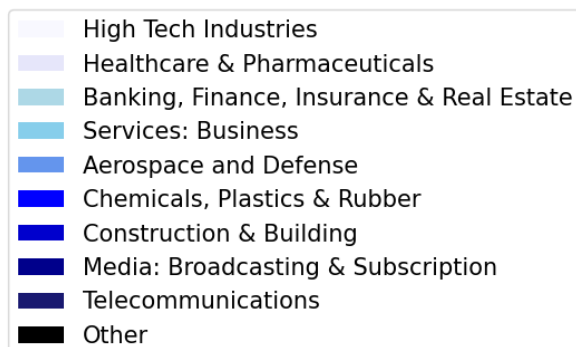 High Tech Industries
Healthcare & Pharmaceuticals
Banking, Finance, Insurance & Real Estate
Services: Business
Aerospace and Defense
Chemicals, Plastics & Rubber
Construction & Building
Media: Broadcasting & Subscription
Telecommunications
Other